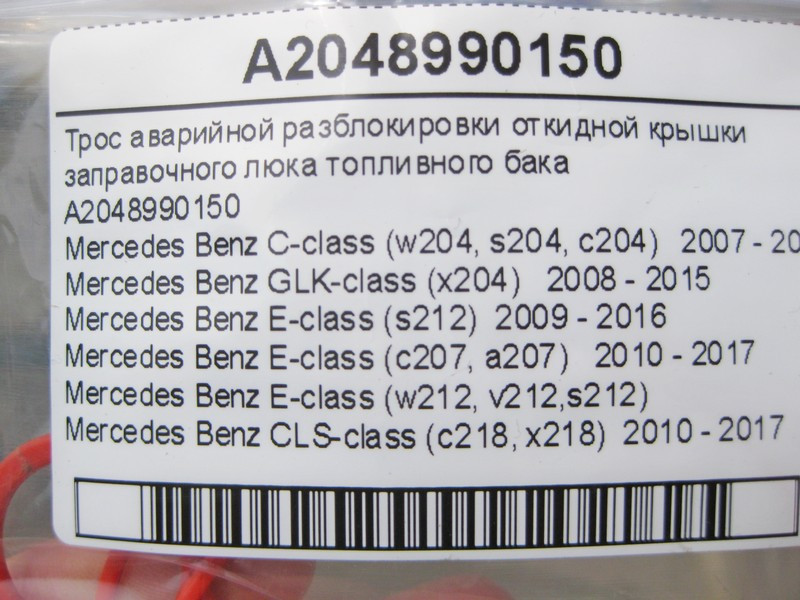 A2048990150
Трос аварийной разблокировки откидной крышки
заправочного люка топливного бака
A2048990150
Mercedes Benz C-class (w204, s204, c204) 2007 - 20
Mercedes Benz GLK-class (x204) 2008 - 2015
Mercedes Benz E-class (s212) 2009 - 2016
Mercedes Benz E-class (c207, a207) 2010 - 2017
Mercedes Benz E-class (w212, v212,s212)
Mercedes Benz CLS-class (c218, x218) 2010 - 2017